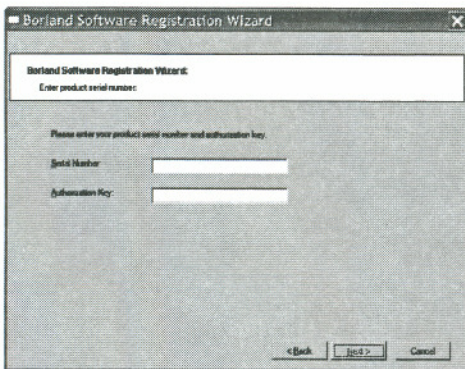 Borland Software Registration Wizard
Borland Software Registration Wizard:
Enter product serial number.
Please enter your product serial number and authorization key.
Serial Number
Authorization Key:
< Back
Next >
Cancel